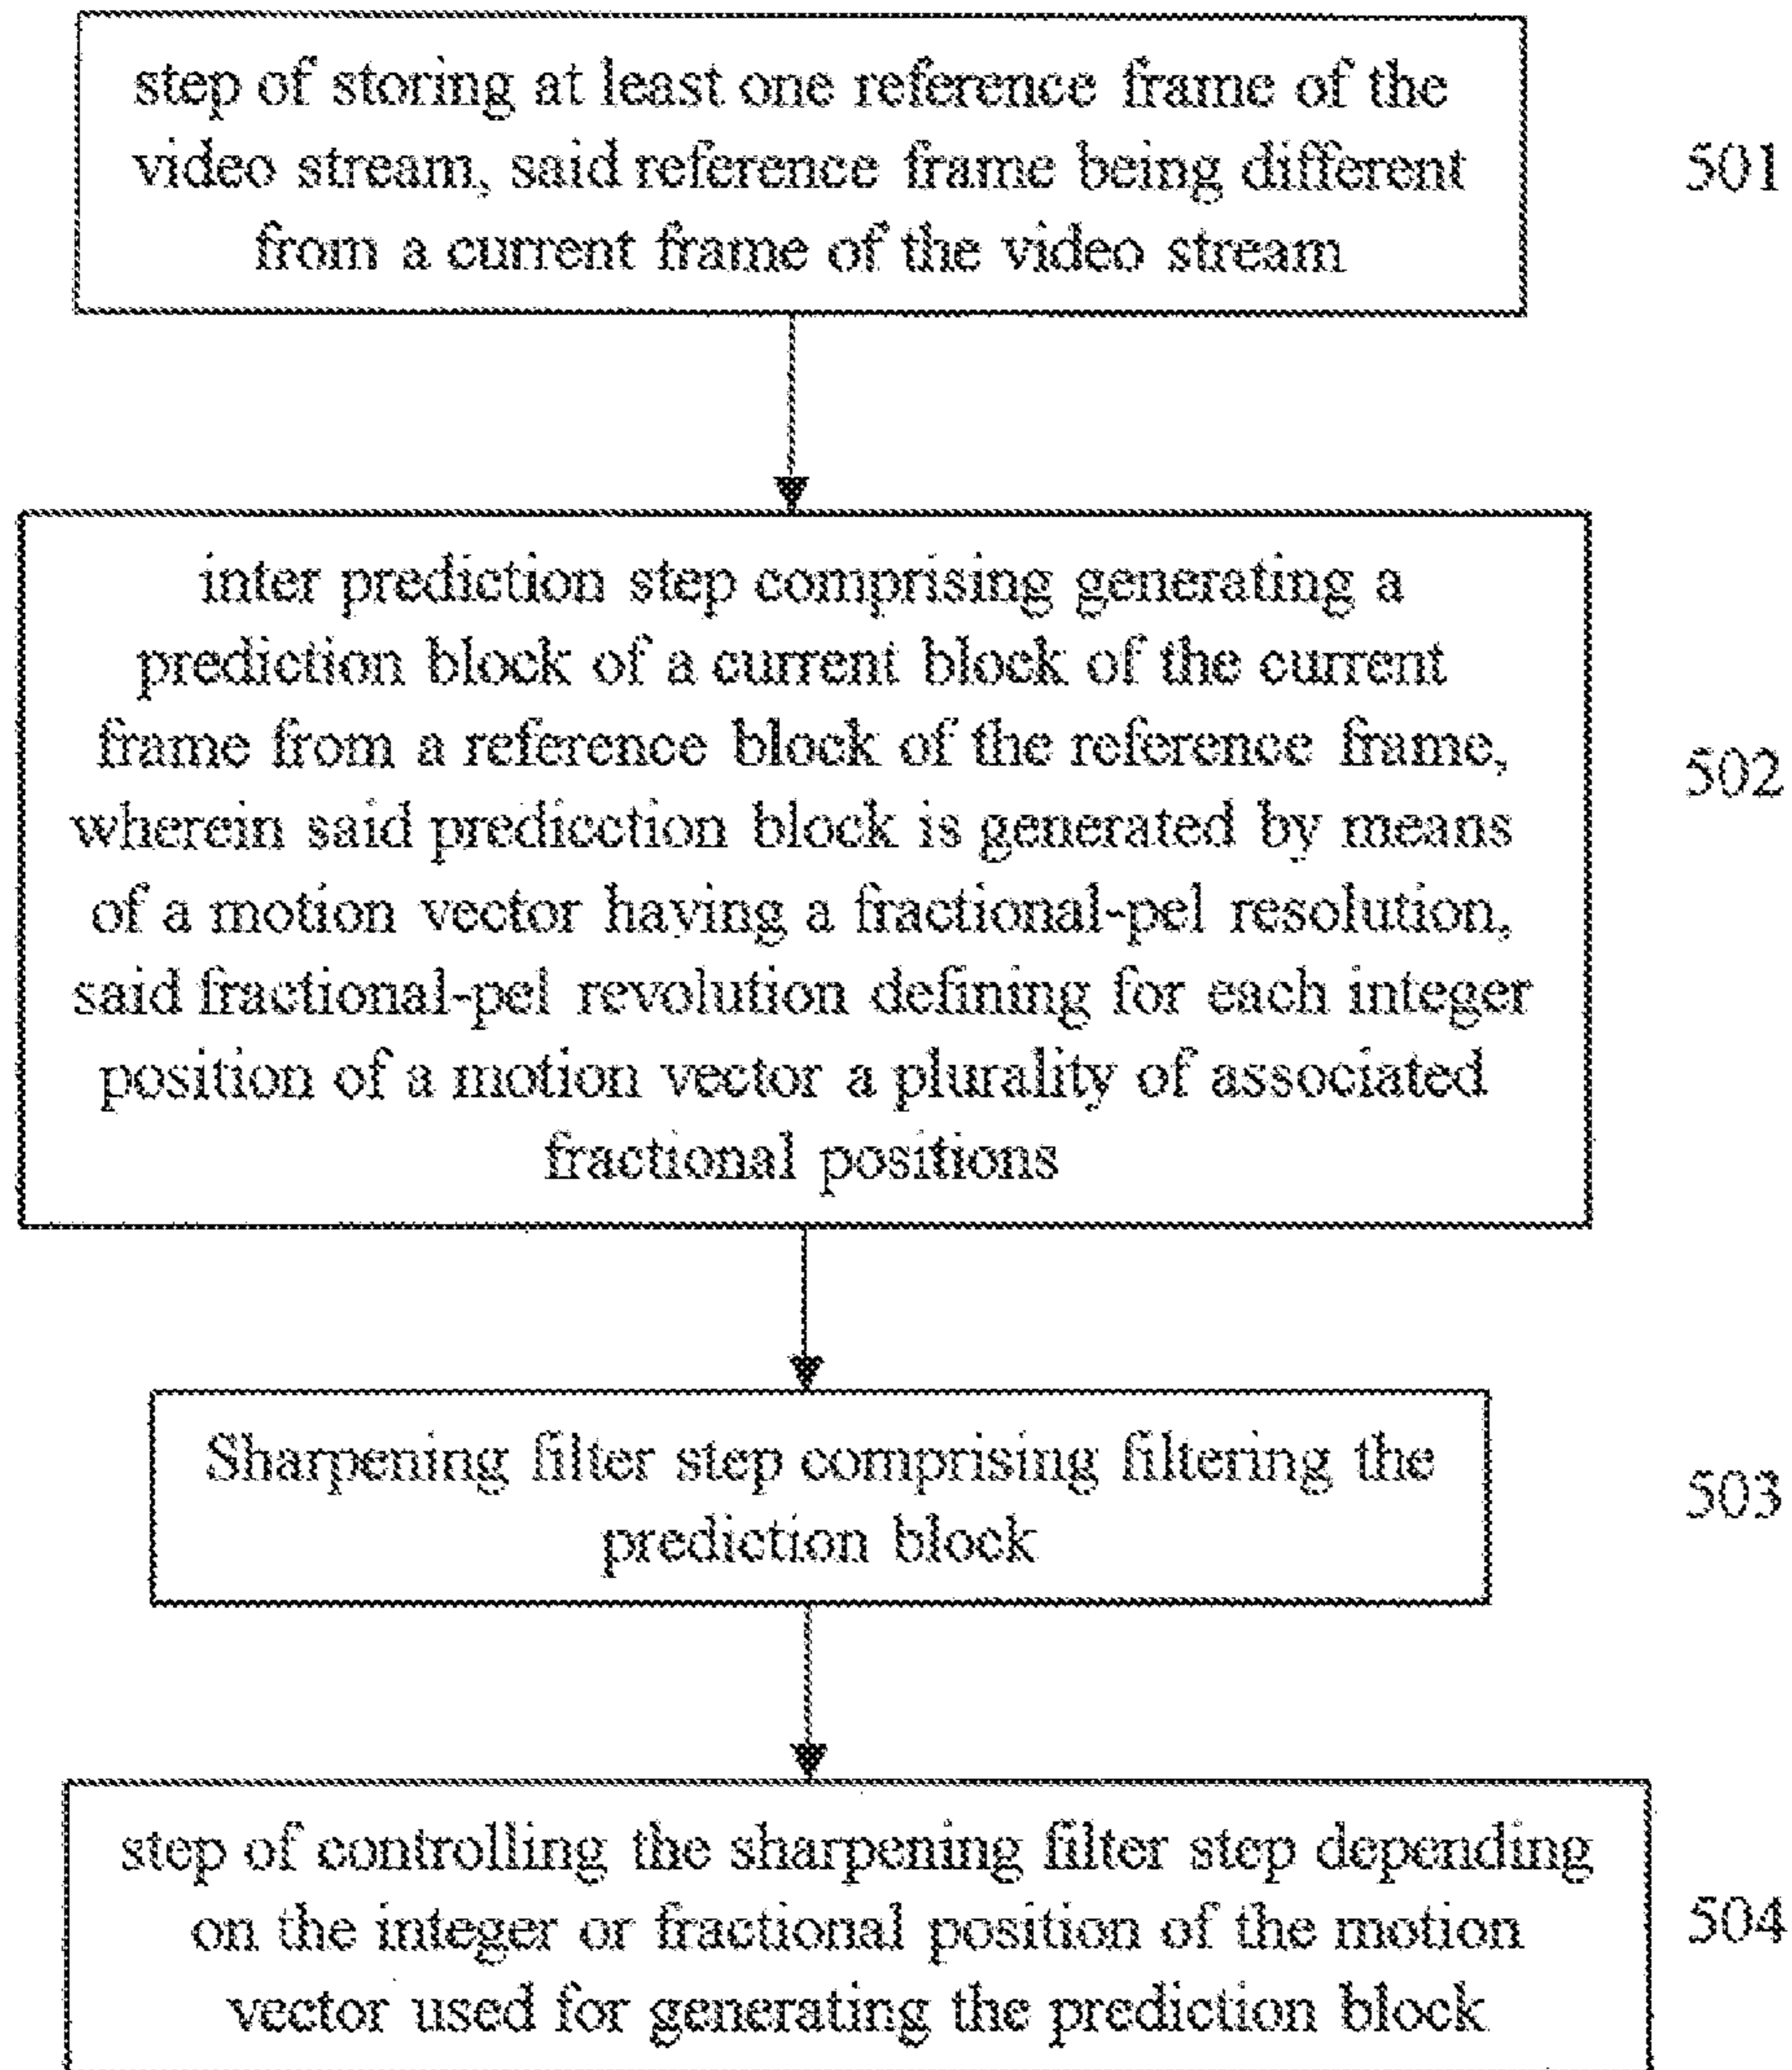 step of storing at least one reference frame of the
video stream, said reference frame being different
from a current frame of the video stream
501
inter prediction step comprising generating a
prediction block of a current block of the current
frame from a reference block of the reference frame,
wherein said predicction block is generated by means
of a motion vector having a fractional-pel resolution,
said fractional-pel revolution defining for each integer
position of a motion vector a plurality of associated
fractional positions
502
Sharpening filter step comprising filtering the
prediction block
503
step of controlling the sharpening filter step depending
on the integer or fractional position of the motion
vector used for generating the prediction block
504